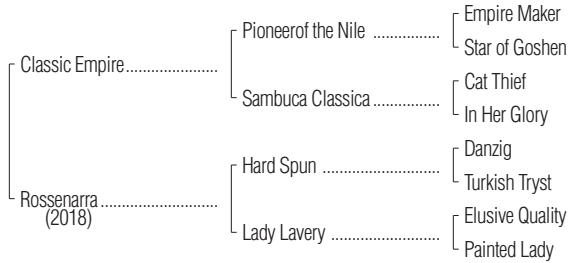 Classic Empire
Pioneerof the Nile
Empire Maker
Star of Goshen
Sambuca Classica
Cat Thief
In Her Glory
Rossenarra
(2018)
Hard Spun
Danzig
Turkish Tryst
Lady Lavery
Elusive Quality
Painted Lady